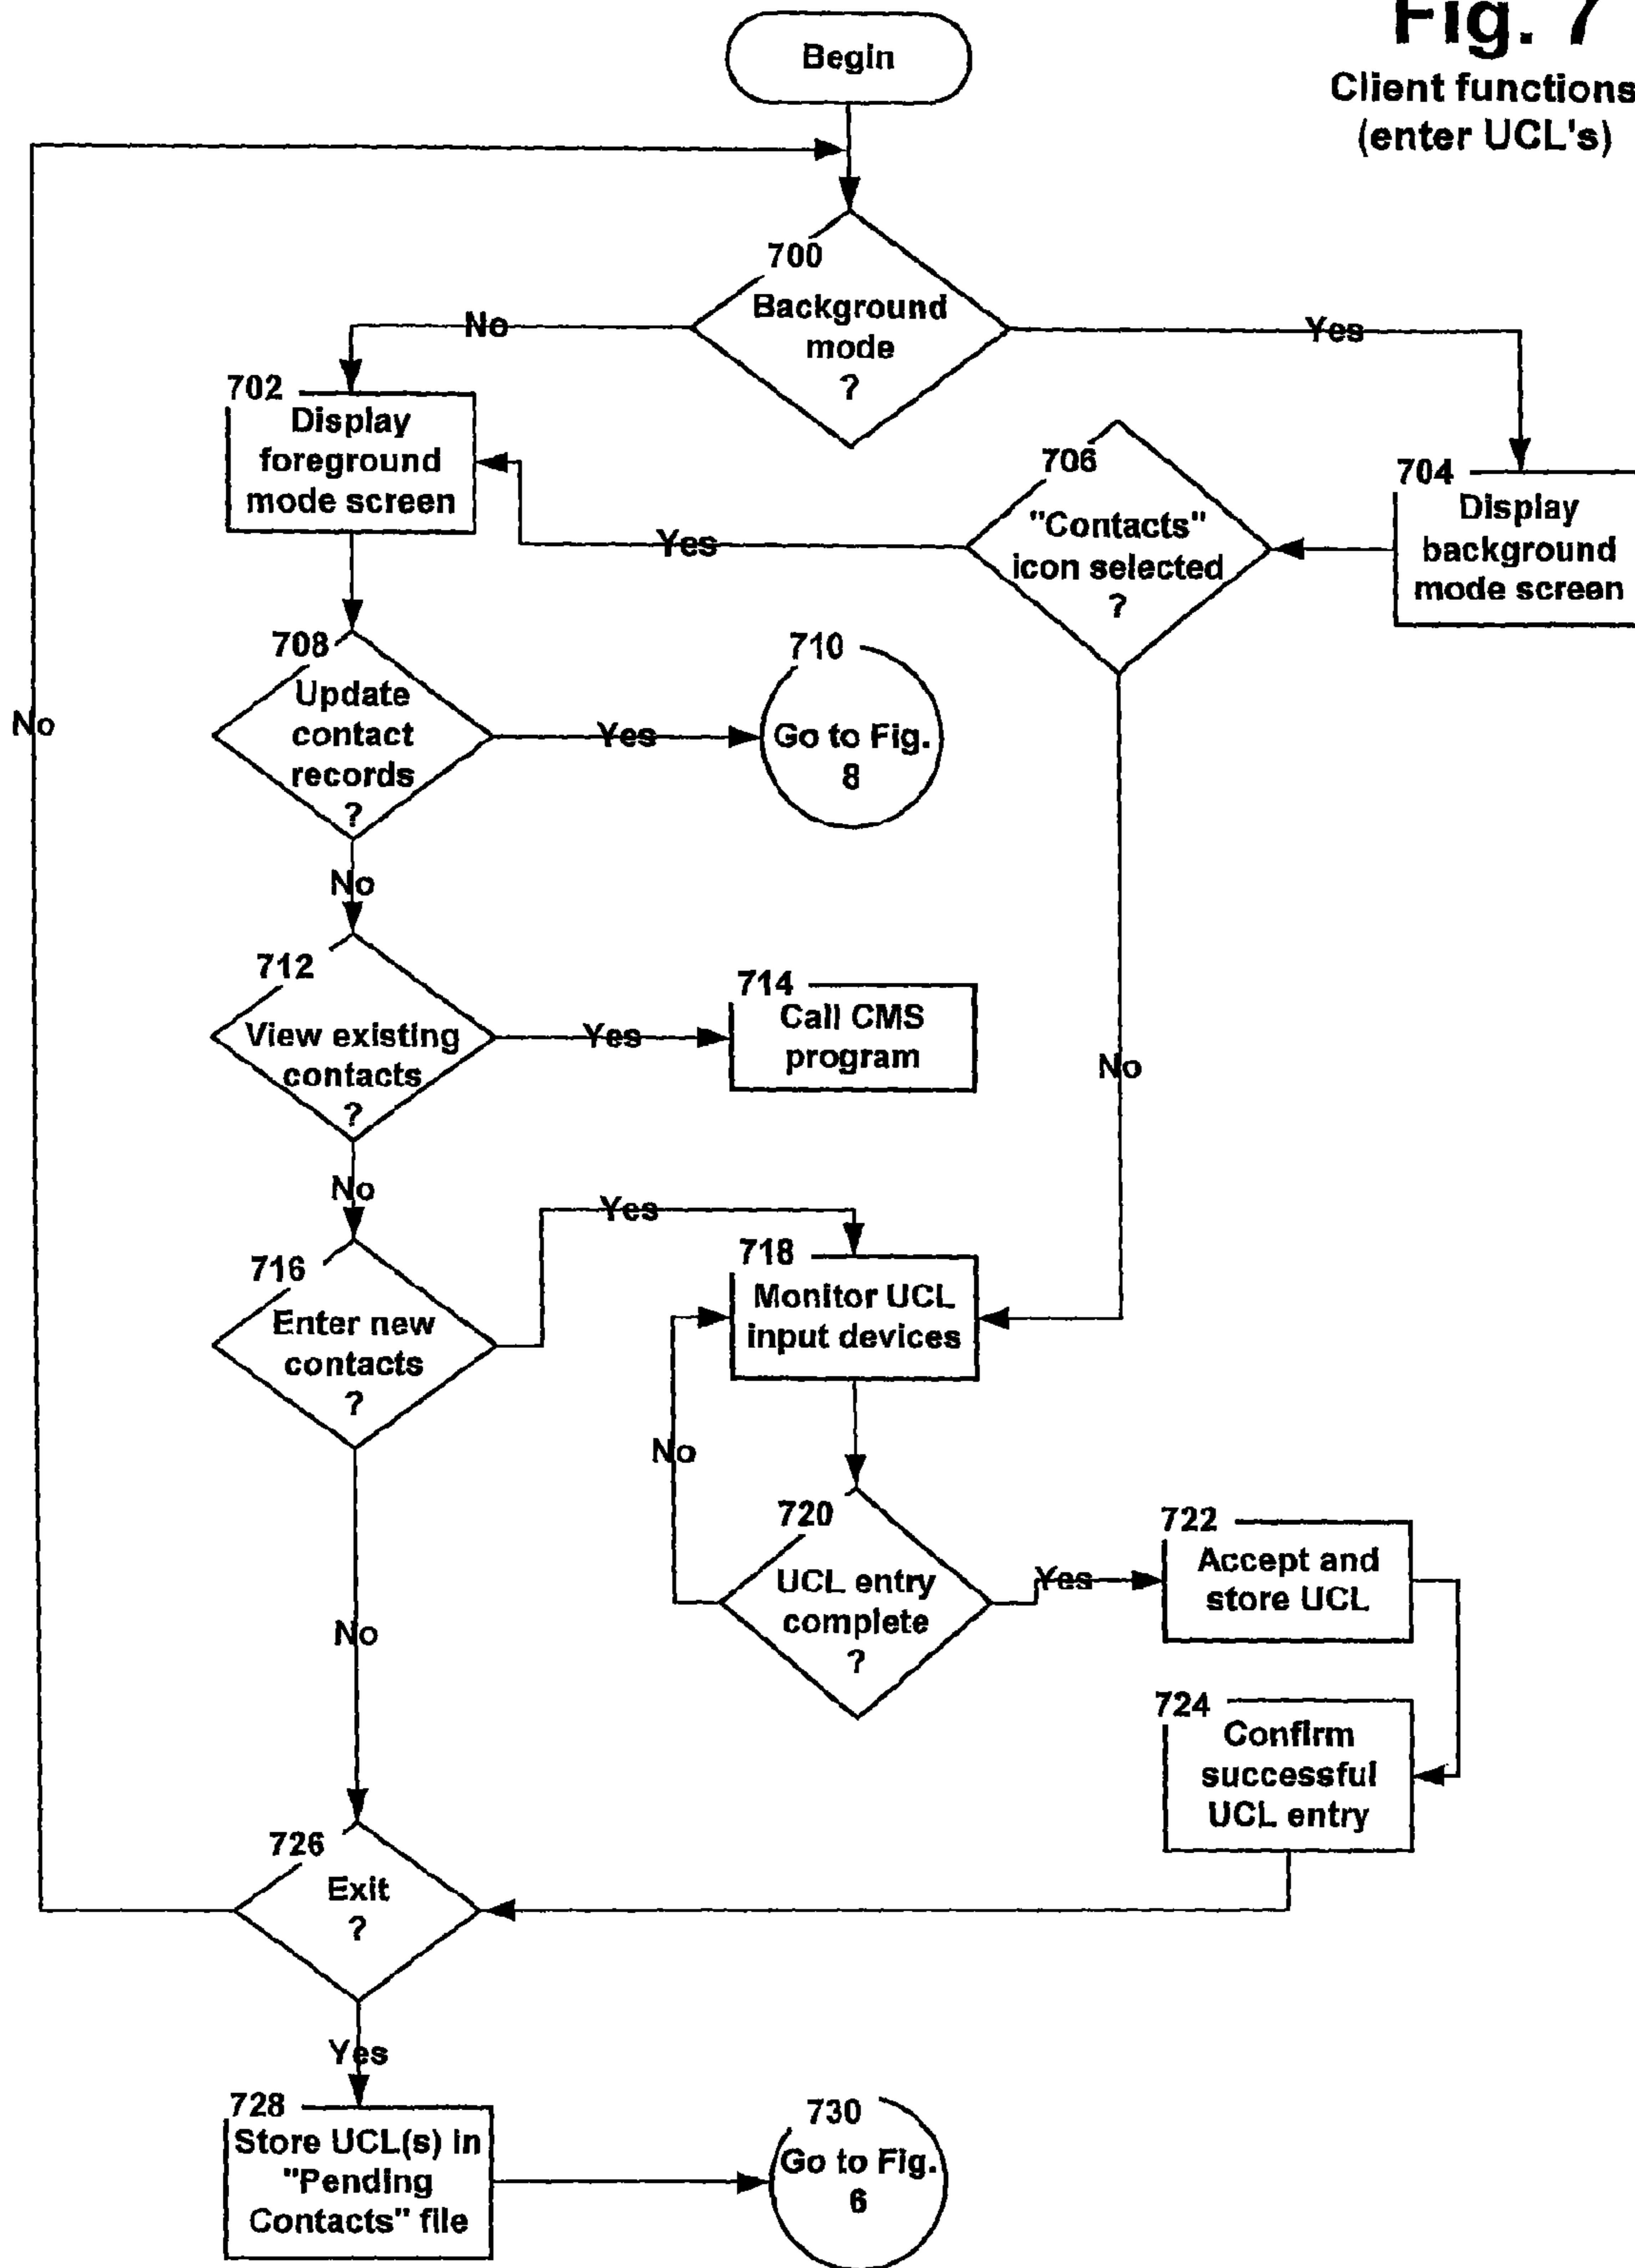 Fig. 7
Client functions
(enter UCL's)
Begin
700
Background
mode
?
No
Yes
702
Display
foreground
mode screen
706
"Contacts"
icon selected
?
704
Display
background
mode screen
Yes
708
Update
contact
records
?
Yes
710
Go to Fig.
8
No
No
712
View existing
contacts
?
Yes
714
Call CMS
program
No
No
716
Enter new
contacts
?
Yes
718
Monitor UCL
input devices
No
720
UCL entry
complete
?
Yes
722
Accept and
store UCL
No
724
Confirm
successful
UCL entry
726
Exit
?
Yes
728
Store UCL(s) in
"Pending
Contacts" file
730
Go to Fig.
6